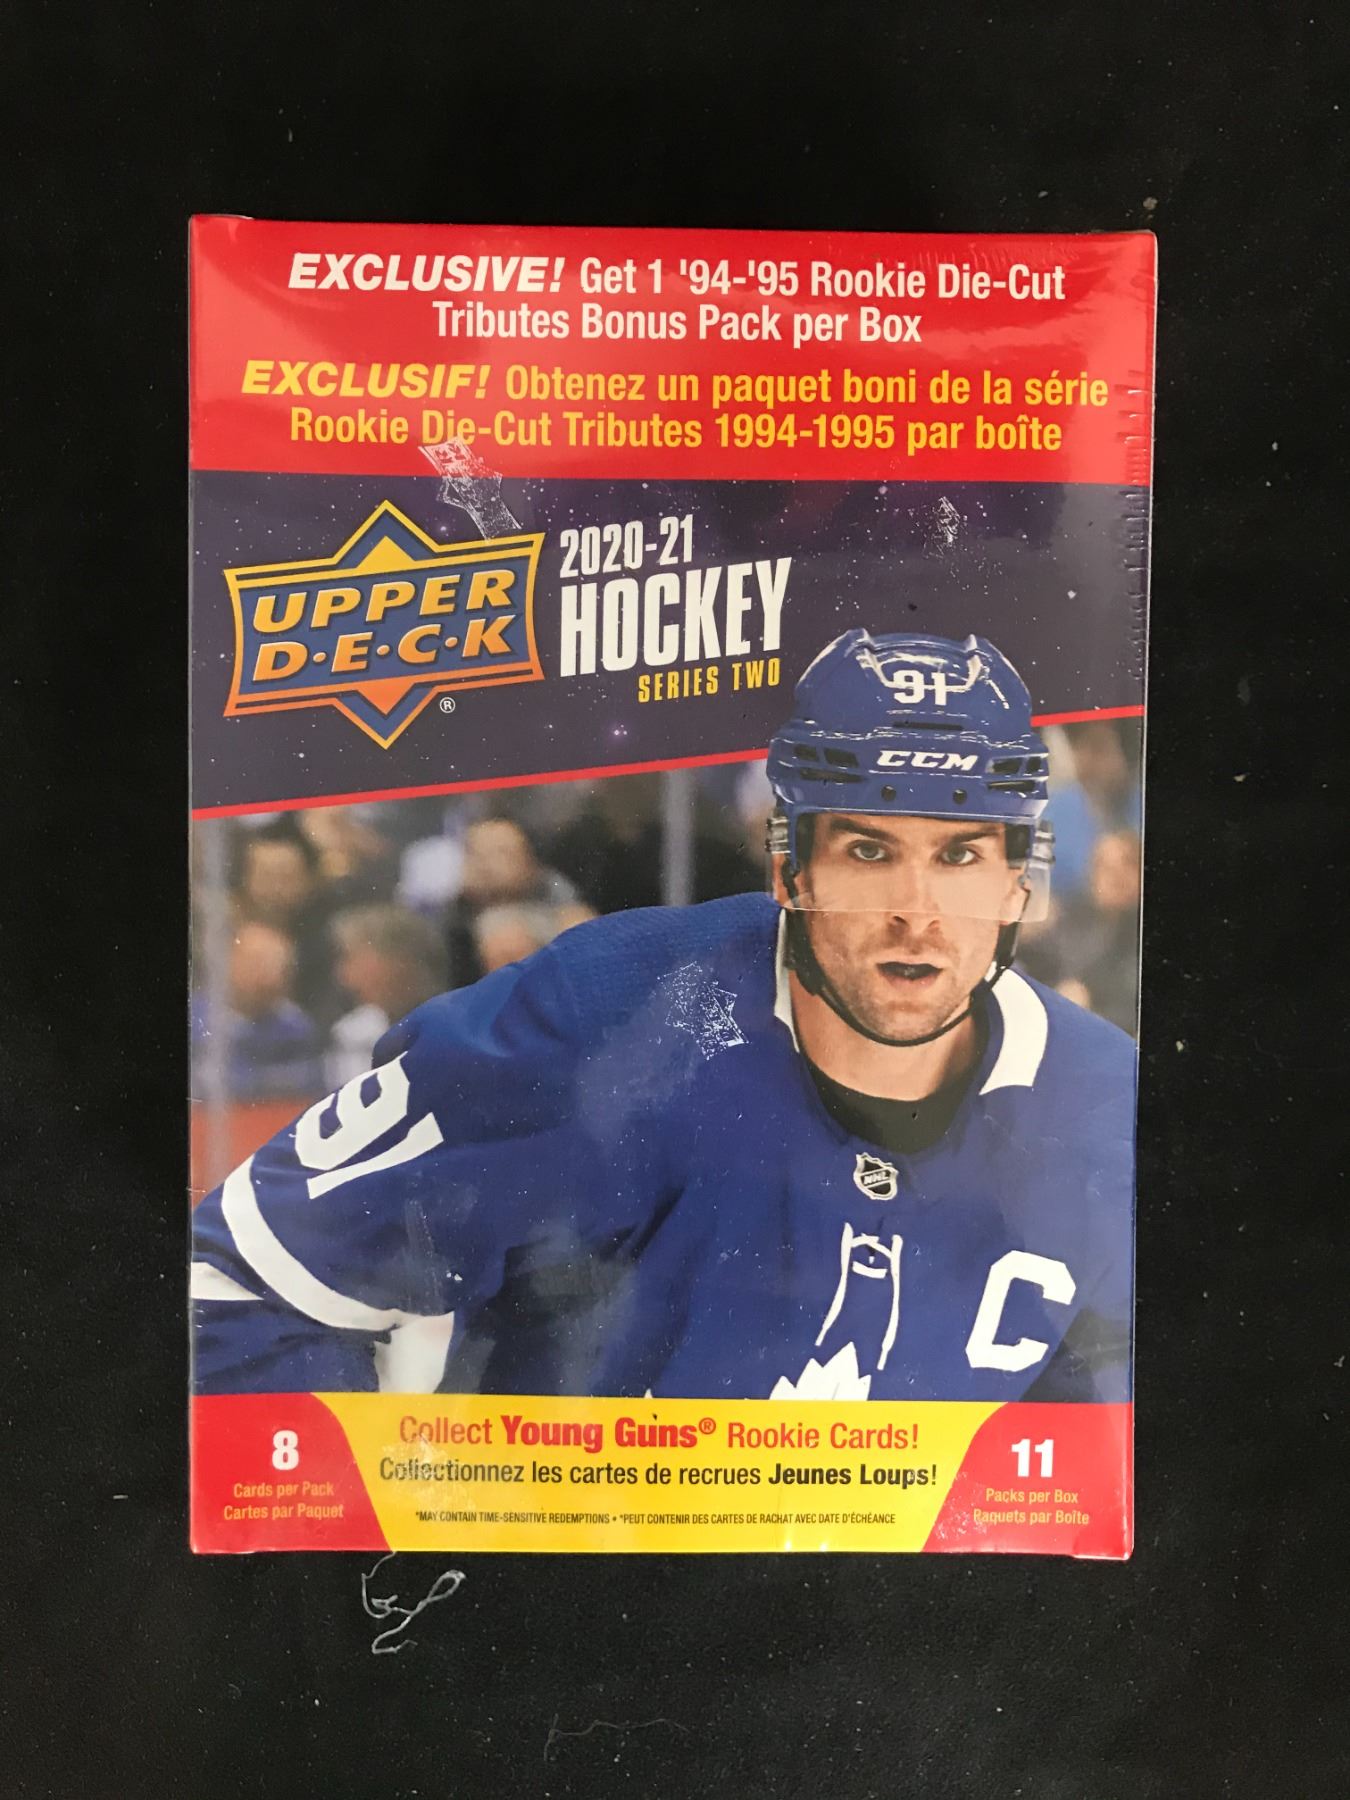 EXCLUSIVE! Get 1 '94-'95 Rookie Die-Cut
Tributes Bonus Pack per Box
EXCLUSIF! Obtenez un paquet boni de la série
Rookie Die-Cut Tributes 1994-1995 par boîte
UPPER
D•E•C•K
®
2020-21
HOCKEY
SERIES TWO
91
CCM
91
NHL
C
8
Cards per Pack
Cartes par Paquet
Collect Young Guns® Rookie Cards!
Collectionnez les cartes de recrues Jeunes Loups!
*MAY CONTAIN TIME-SENSITIVE REDEMPTIONS • *PEUT CONTENIR DES CARTES DE RACHAT AVEC DATE D'ÉCHÉANCE
11
Packs per Box
Paquets par Boîte